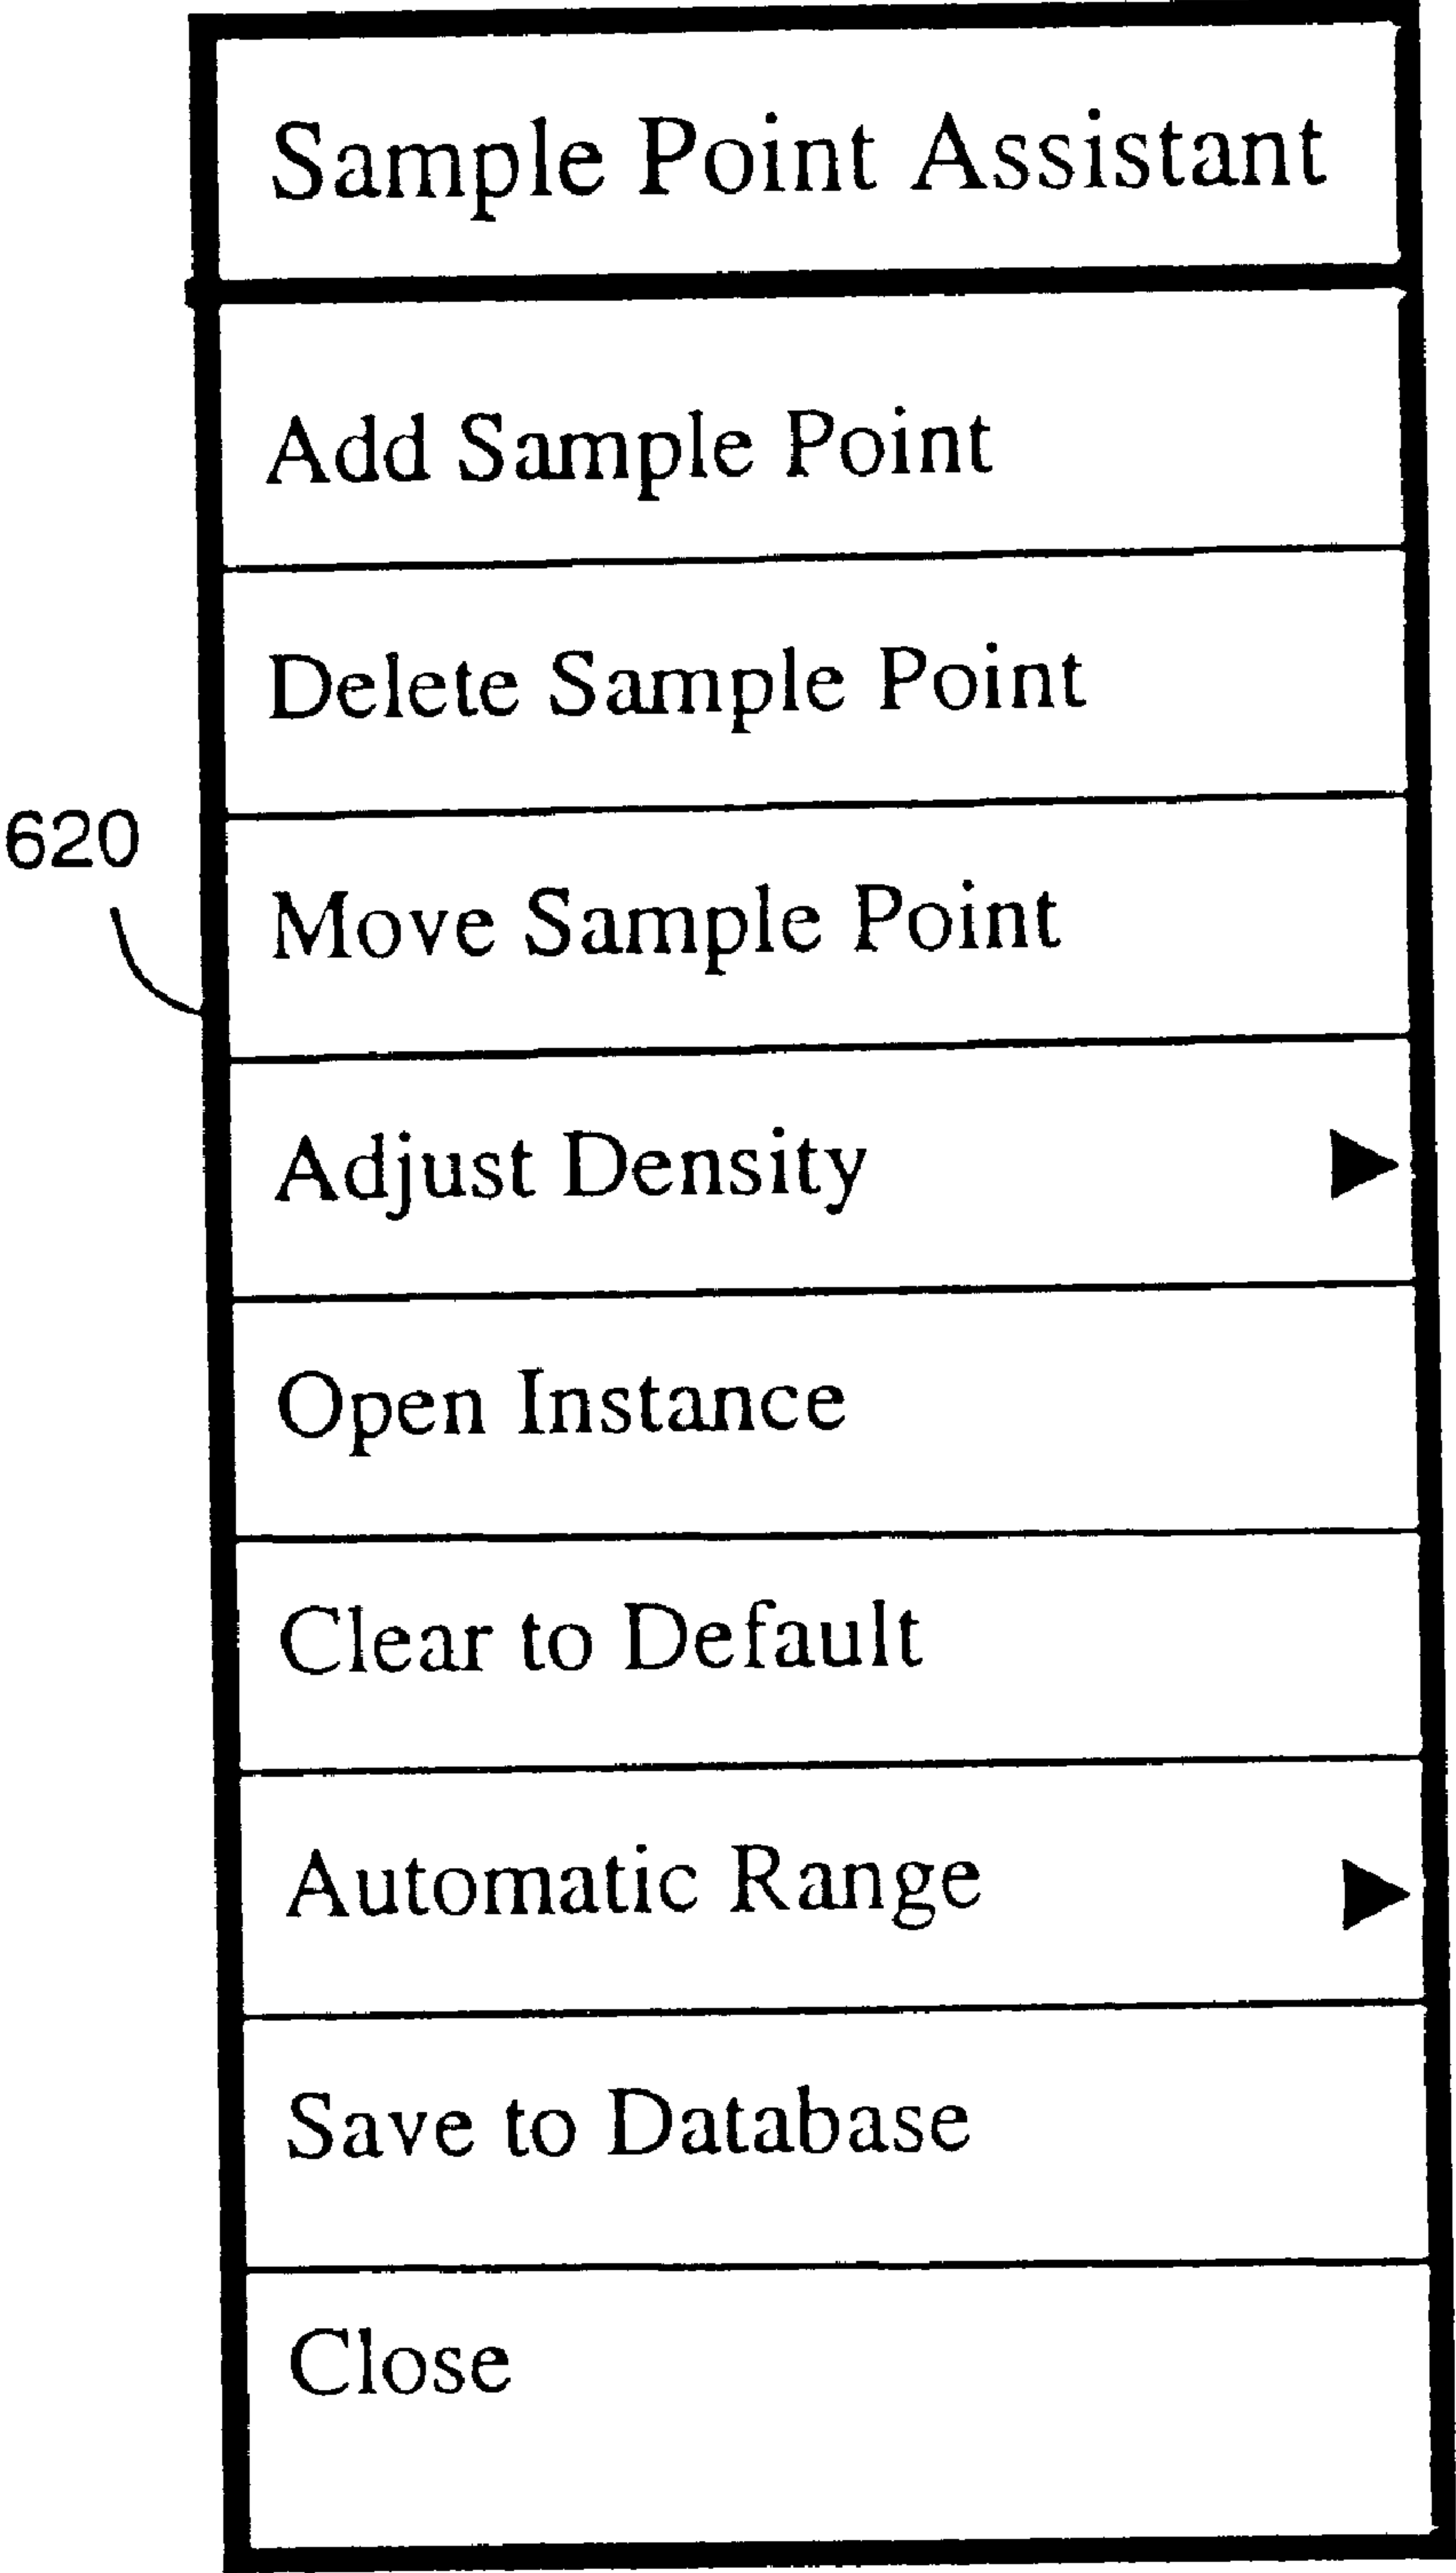 Sample Point Assistant
Add Sample Point
Delete Sample Point
620
Move Sample Point
Adjust Density
Open Instance
Clear to Default
Automatic Range
Save to Database
Close